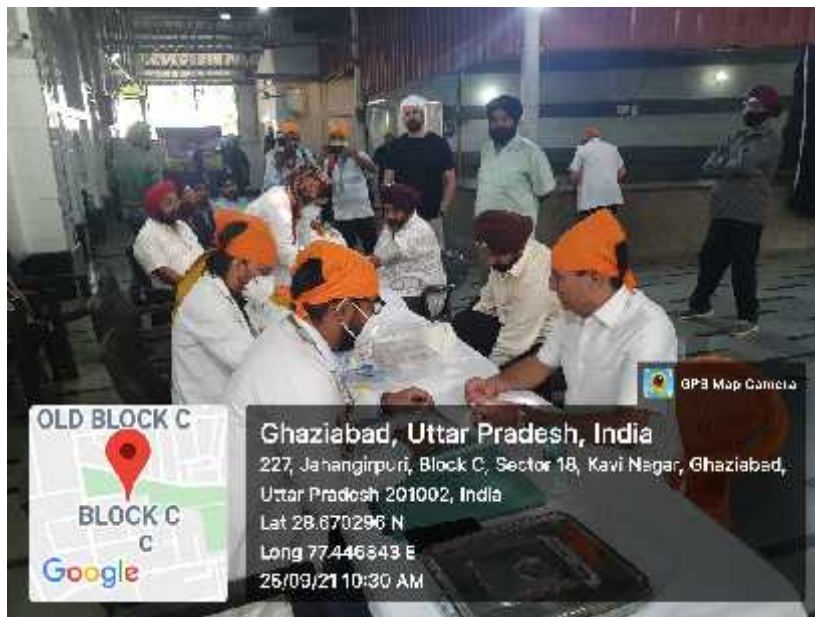 GPS Map Camera
OLD BLOCK C
BLOCK C
C
Google
Ghaziabad, Uttar Pradesh, India
227, Jahangirpuri, Block C, Sector 18, Kavi Nagar, Ghaziabad,
Uttar Pradesh 201002, India
Lat 28.670296 N
Long 77.446843 E
26/09/21 10:30 AM